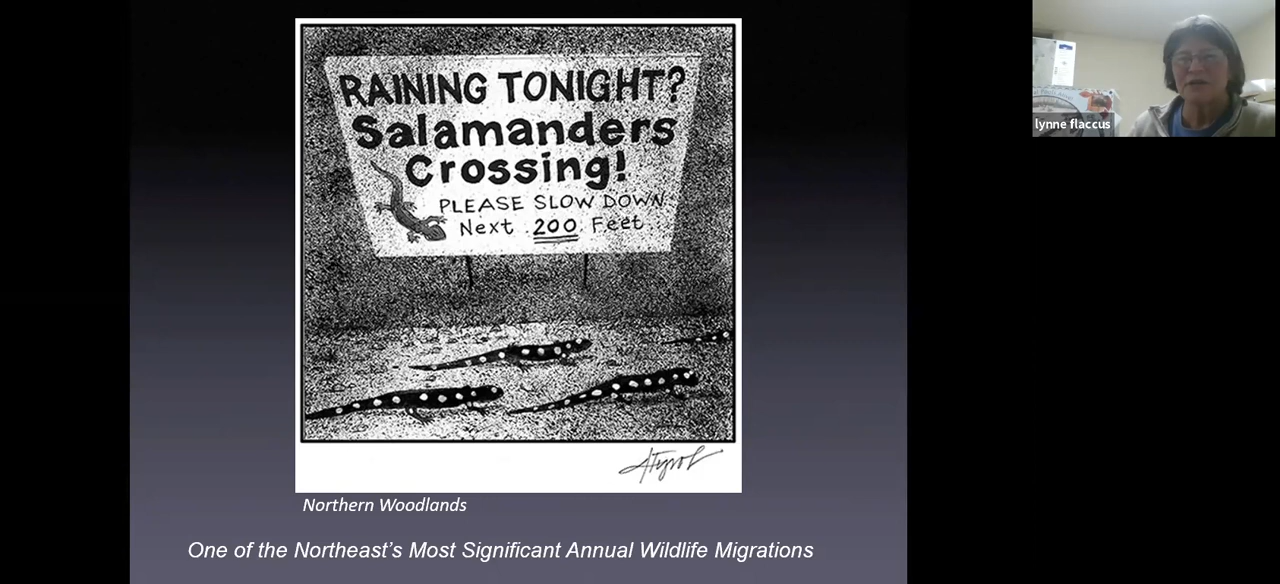 RAINING TONIGHT?
Salamanders
Crossing!
PLEASE SLOW DOWN
Next 200 Feet
ATyrol
Northern Woodlands
One of the Northeast's Most Significant Annual Wildlife Migrations
lynne flaccus